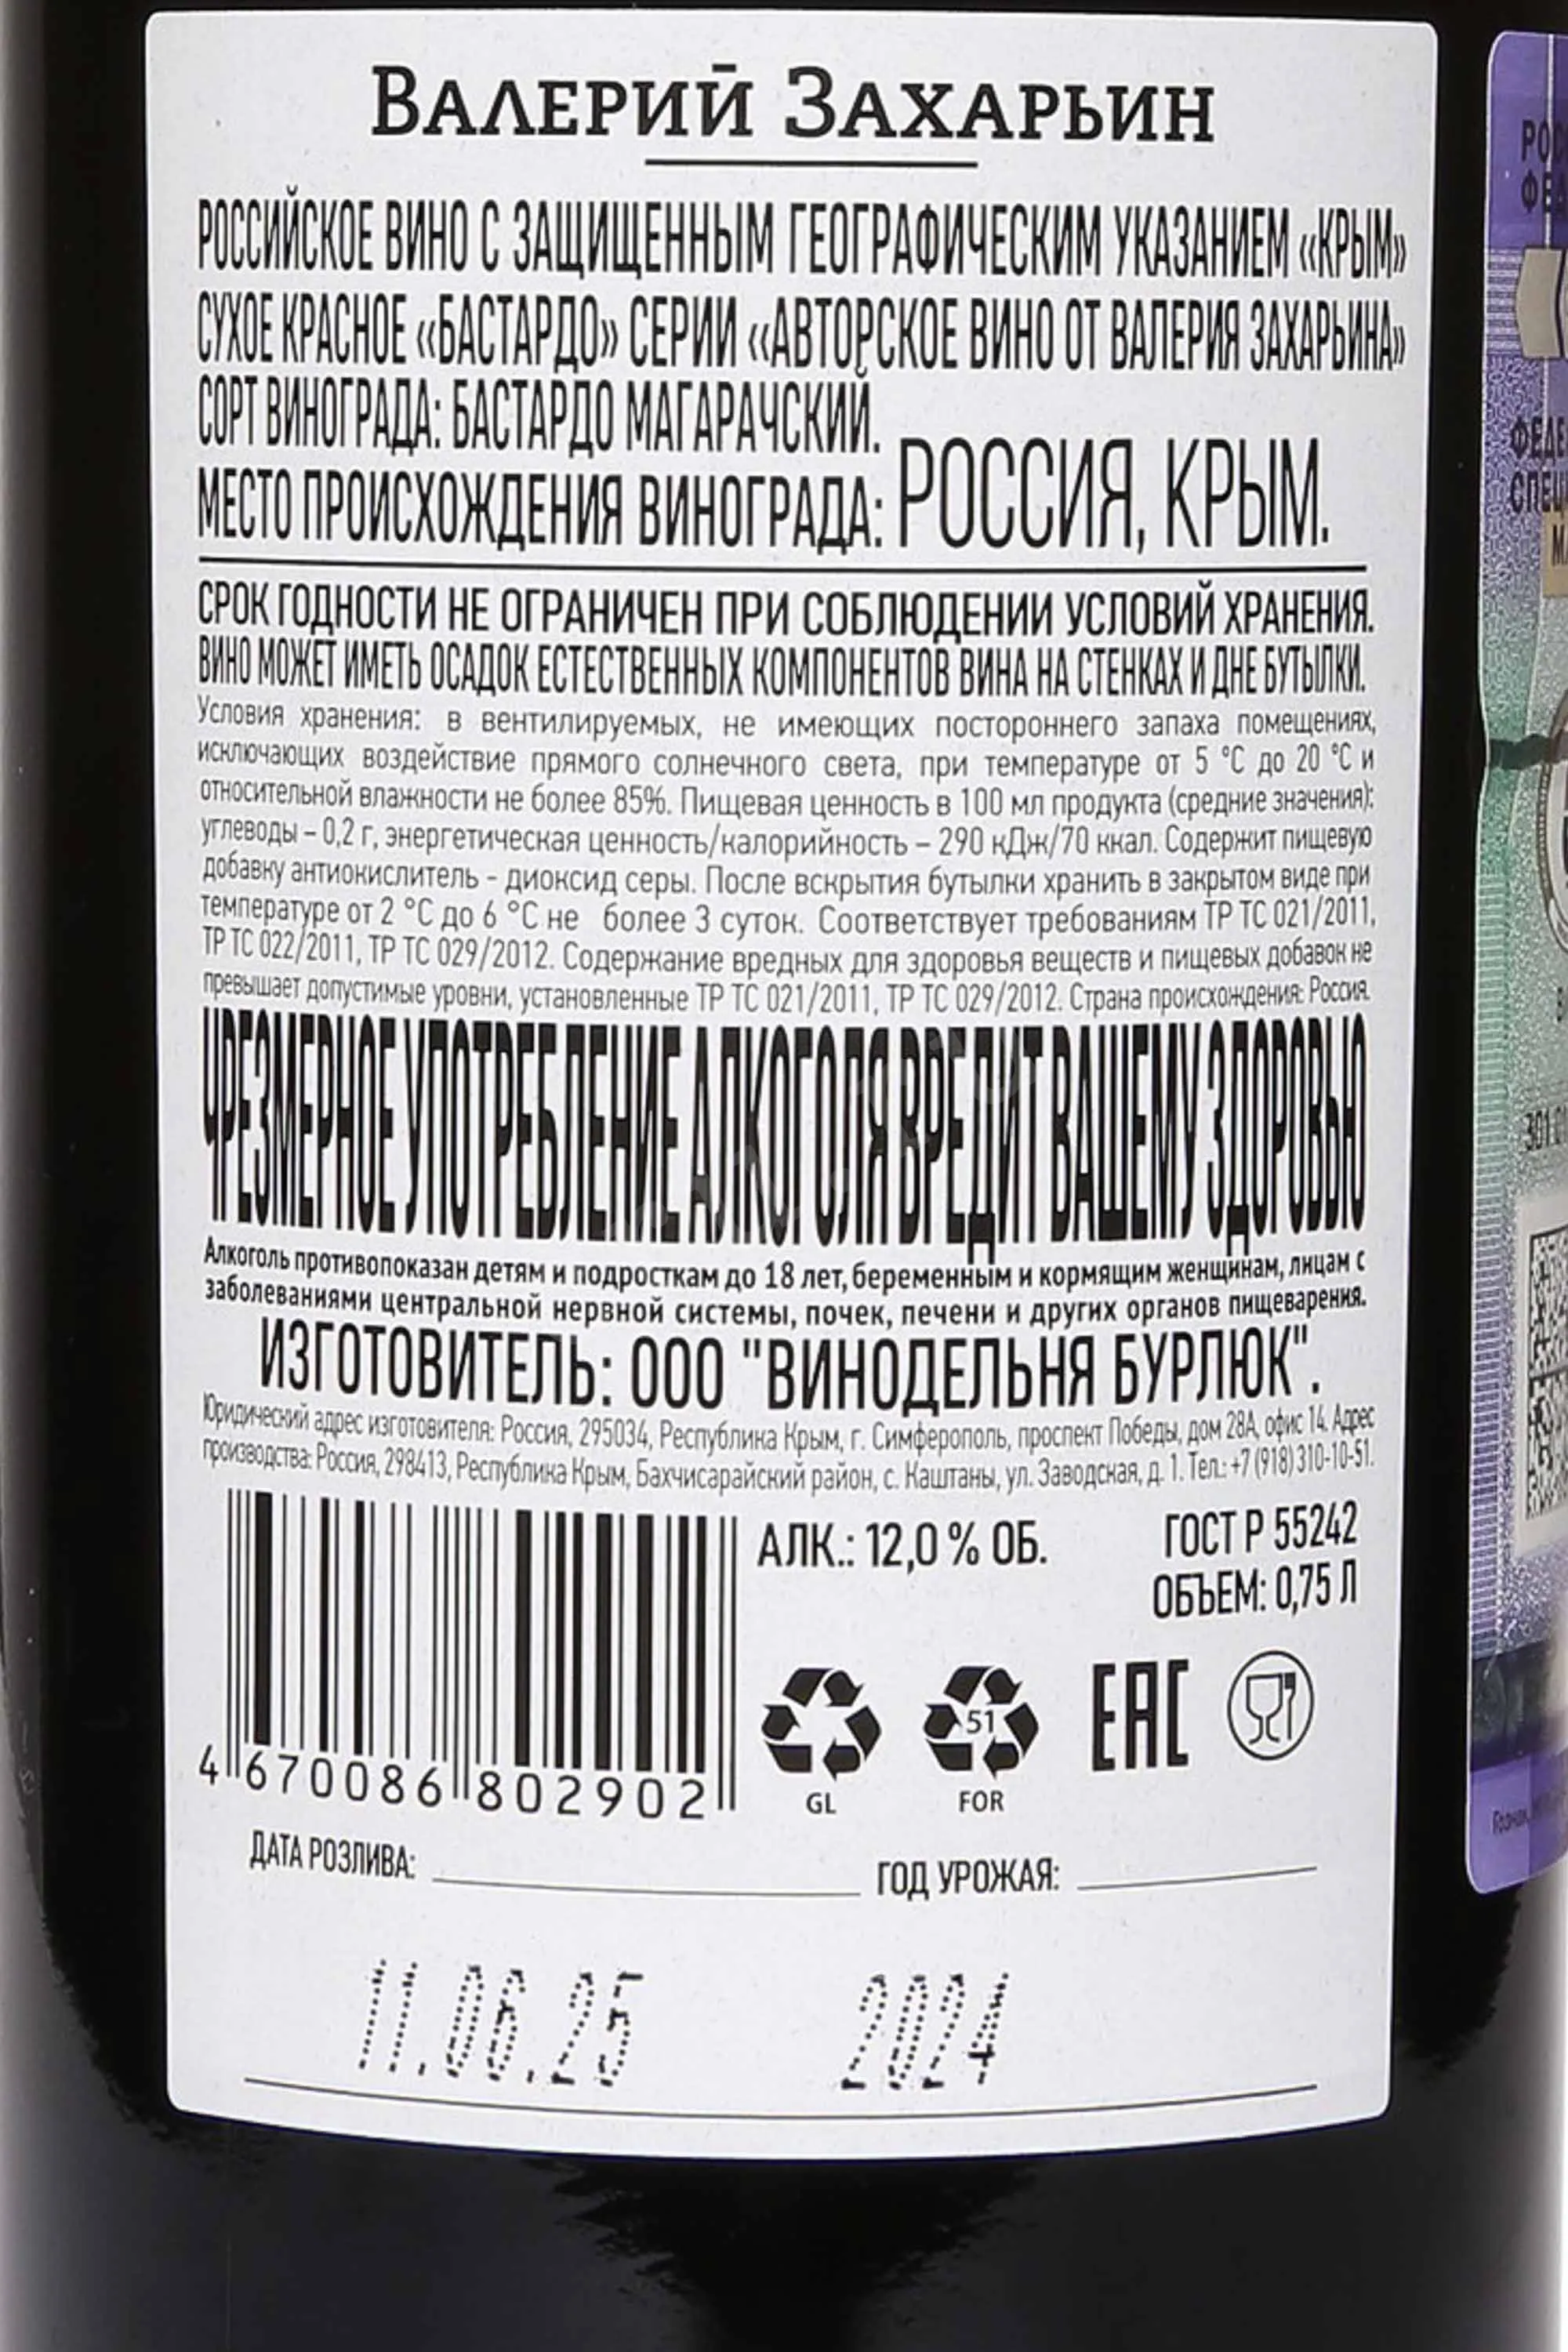 Валерий Захарьин
РОССИЙСКОЕ ВИНО С ЗАЩИЩЕННЫМ ГЕОГРАФИЧЕСКИМ УКАЗАНИЕМ «КРЫМ»
СУХОЕ КРАСНОЕ «БАСТАРДО» СЕРИИ «АВТОРСКОЕ ВИНО ОТ ВАЛЕРИЯ ЗАХАРЬИНА»
СОРТ ВИНОГРАДА: БАСТАРДО МАГАРАЧСКИЙ.
МЕСТО ПРОИСХОЖДЕНИЯ ВИНОГРАДА: РОССИЯ, КРЫМ.
СРОК ГОДНОСТИ НЕ ОГРАНИЧЕН ПРИ СОБЛЮДЕНИИ УСЛОВИЙ ХРАНЕНИЯ.
ВИНО МОЖЕТ ИМЕТЬ ОСАДОК ЕСТЕСТВЕННЫХ КОМПОНЕНТОВ ВИНА НА СТЕНКАХ И ДНЕ БУТЫЛКИ.
Условия хранения: в вентилируемых, не имеющих постороннего запаха помещениях,
исключающих воздействие прямого солнечного света, при температуре от 5 °С до 20 °С и
относительной влажности не более 85%. Пищевая ценность в 100 мл продукта (средние значения):
углеводы – 0,2 г, энергетическая ценность/калорийность – 290 кДж/70 ккал. Содержит пищевую
добавку антиокислитель - диоксид серы. После вскрытия бутылки хранить в закрытом виде при
температуре от 2 °С до 6 °С не более 3 суток. Соответствует требованиям ТР ТС 021/2011,
ТР ТС 022/2011, ТР ТС 029/2012. Содержание вредных для здоровья веществ и пищевых добавок не
превышает допустимые уровни, установленные ТР ТС 021/2011, ТР ТС 029/2012. Страна происхождения: Россия.
ЧРЕЗМЕРНОЕ УПОТРЕБЛЕНИЕ АЛКОГОЛЯ ВРЕДИТ ВАШЕМУ ЗДОРОВЬЮ
Алкоголь противопоказан детям и подросткам до 18 лет, беременным и кормящим женщинам, лицам с
заболеваниями центральной нервной системы, почек, печени и других органов пищеварения.
ИЗГОТОВИТЕЛЬ: ООО "ВИНОДЕЛЬНЯ БУРЛЮК".
Юридический адрес изготовителя: Россия, 295034, Республика Крым, г. Симферополь, проспект Победы, дом 28А, офис 14. Адрес
производства: Россия, 298413, Республика Крым, Бахчисарайский район, с. Каштаны, ул. Заводская, д. 1. Тел.: +7 (918) 310-10-51.
АЛК.: 12,0 % ОБ.
ГОСТ Р 55242
ОБЪЕМ: 0,75 Л
51
GL
FOR
EAC
4 670086 802902
ДАТА РОЗЛИВА:
ГОД УРОЖАЯ:
11.06.25
2024